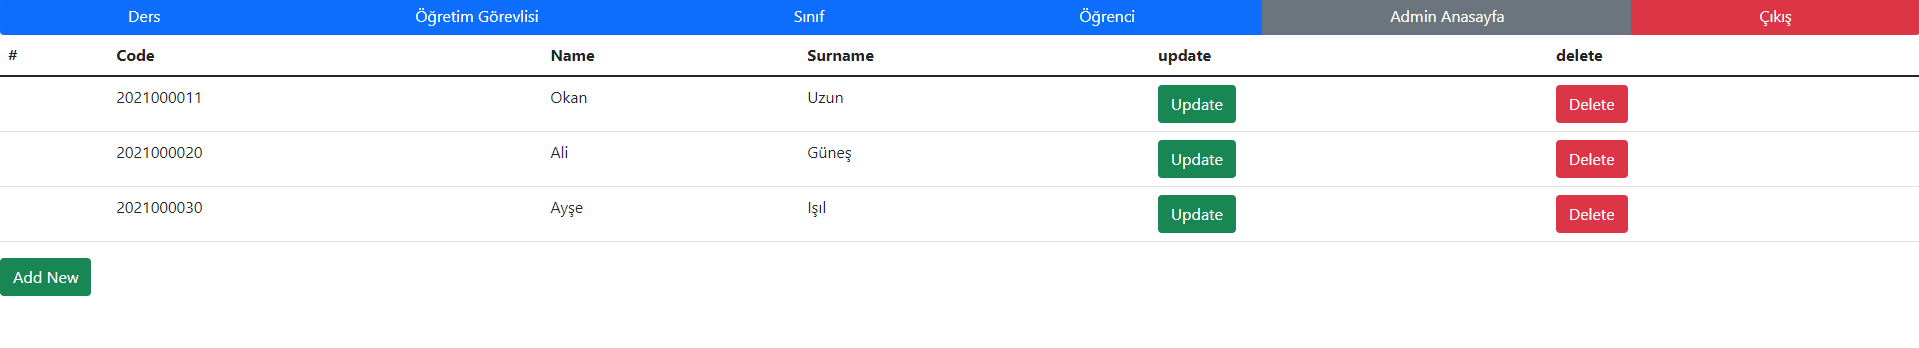 Ders Öğretim Görevlisi Sınıf Öğrenci Admin Anasayfa Çıkış
# Code Name Surname update delete
2021000011 Okan Uzun Update Delete
2021000020 Ali Güneş Update Delete
2021000030 Ayşe Işıl Update Delete
Add New